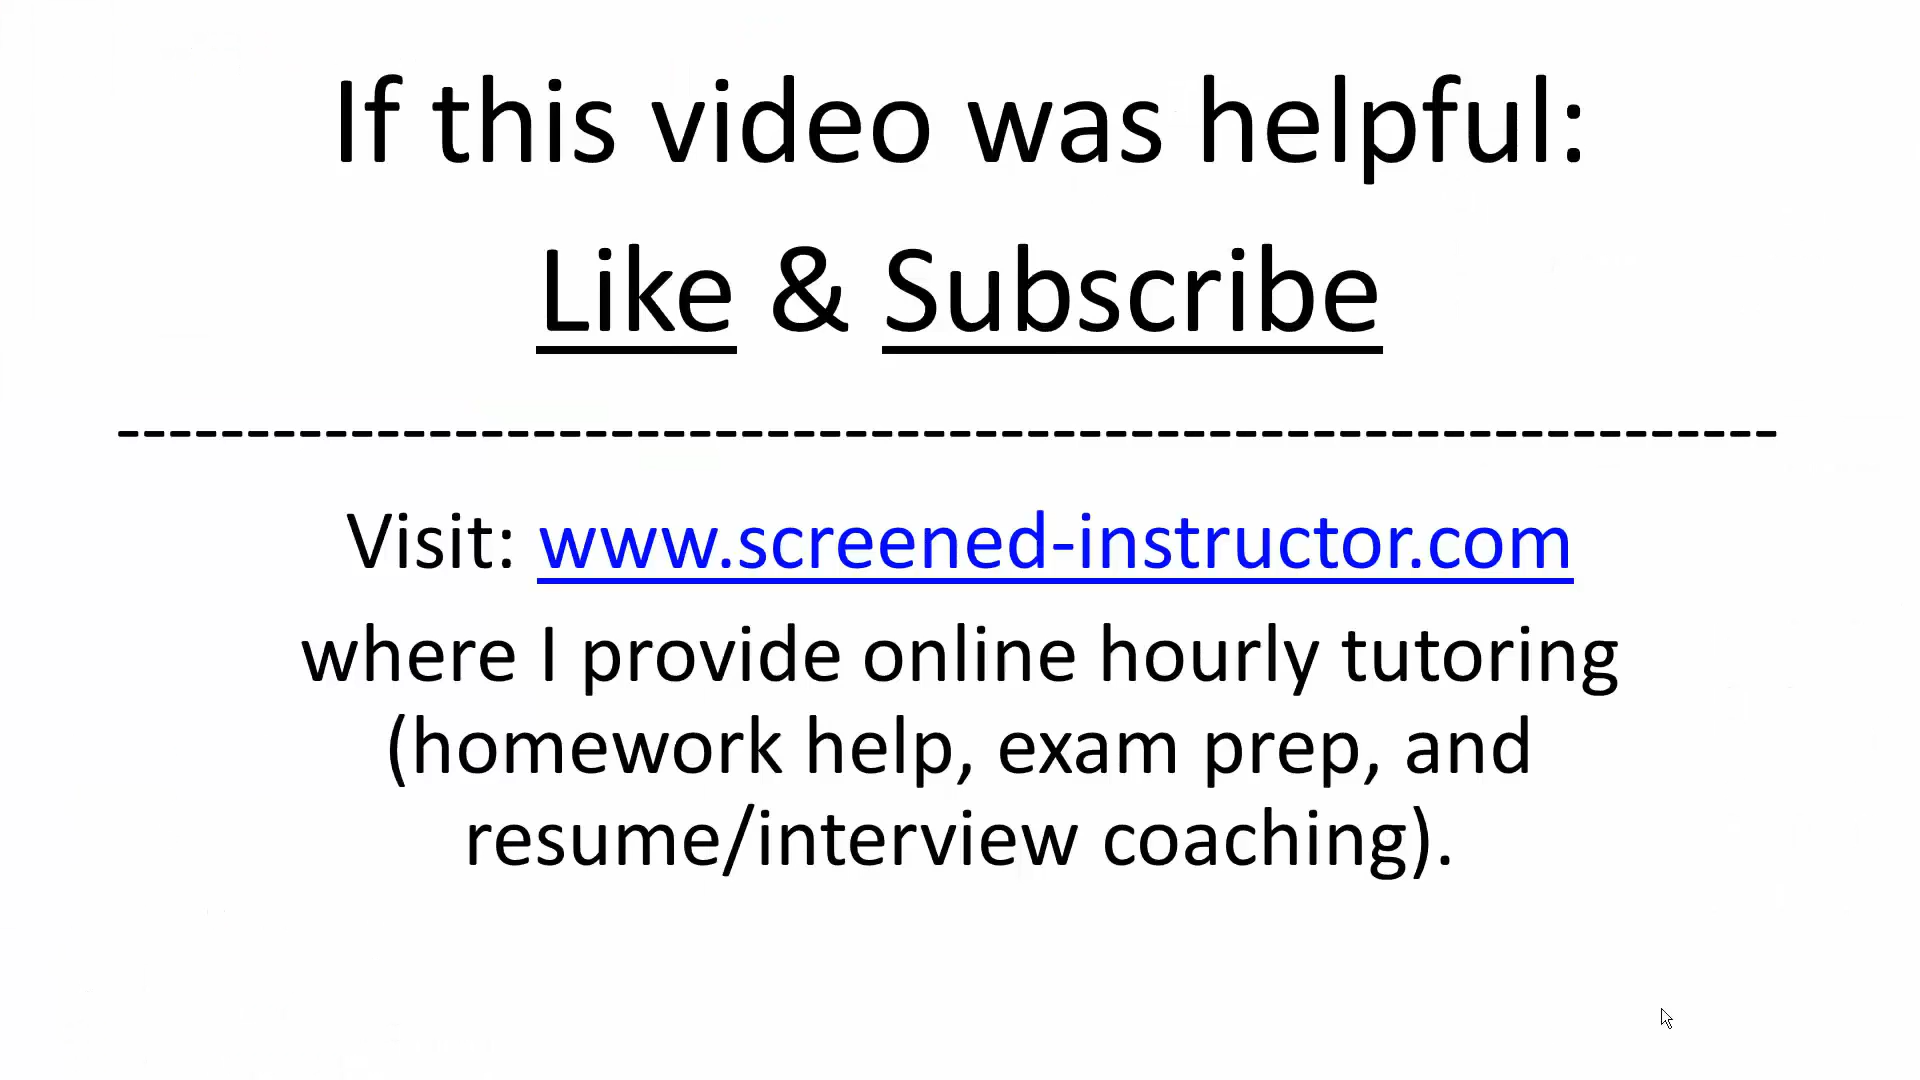 If this video was helpful:
Like & Subscribe
----------------------------------------------------------------
Visit: www.screened-instructor.com
where I provide online hourly tutoring
(homework help, exam prep, and
resume/interview coaching).